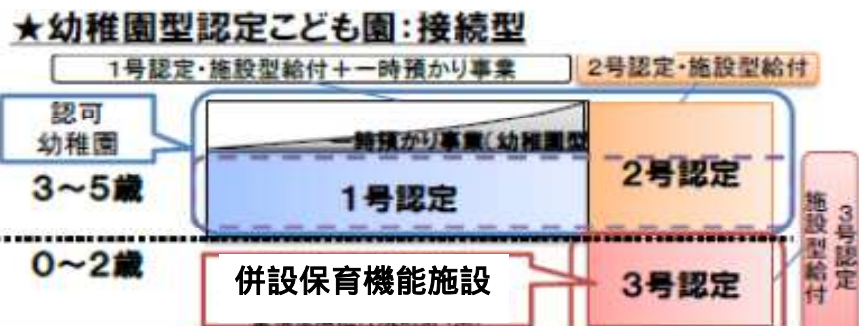 ★幼稚園型認定こども園：接続型
1号認定・施設型給付＋一時預かり事業
2号認定・施設型給付
認可
幼稚園
一時預かり事業（幼稚園型
3～5歳
1号認定
2号認定
3号認定
施設型給付
0～2歳
併設保育機能施設
3号認定